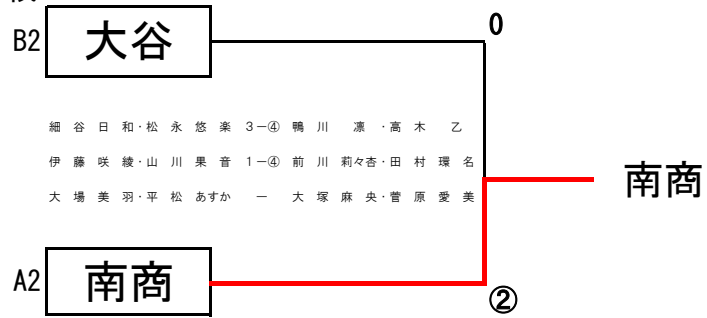 B2 大谷 0
細谷日和・松永悠楽 3－④ 鴨川凛・高木乙
伊藤咲綾・山川果音 1－④ 前川莉々杏・田村環名
大場美羽・平松あすか － 大塚麻央・菅原愛美
南商
A2 南商 ②